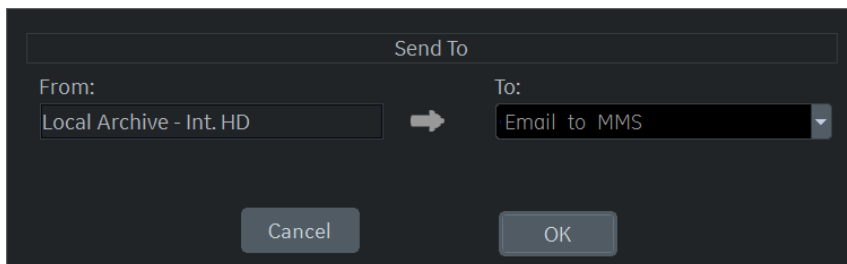 Send To
From:
To:
Local Archive - Int. HD
Email to MMS
Cancel
OK